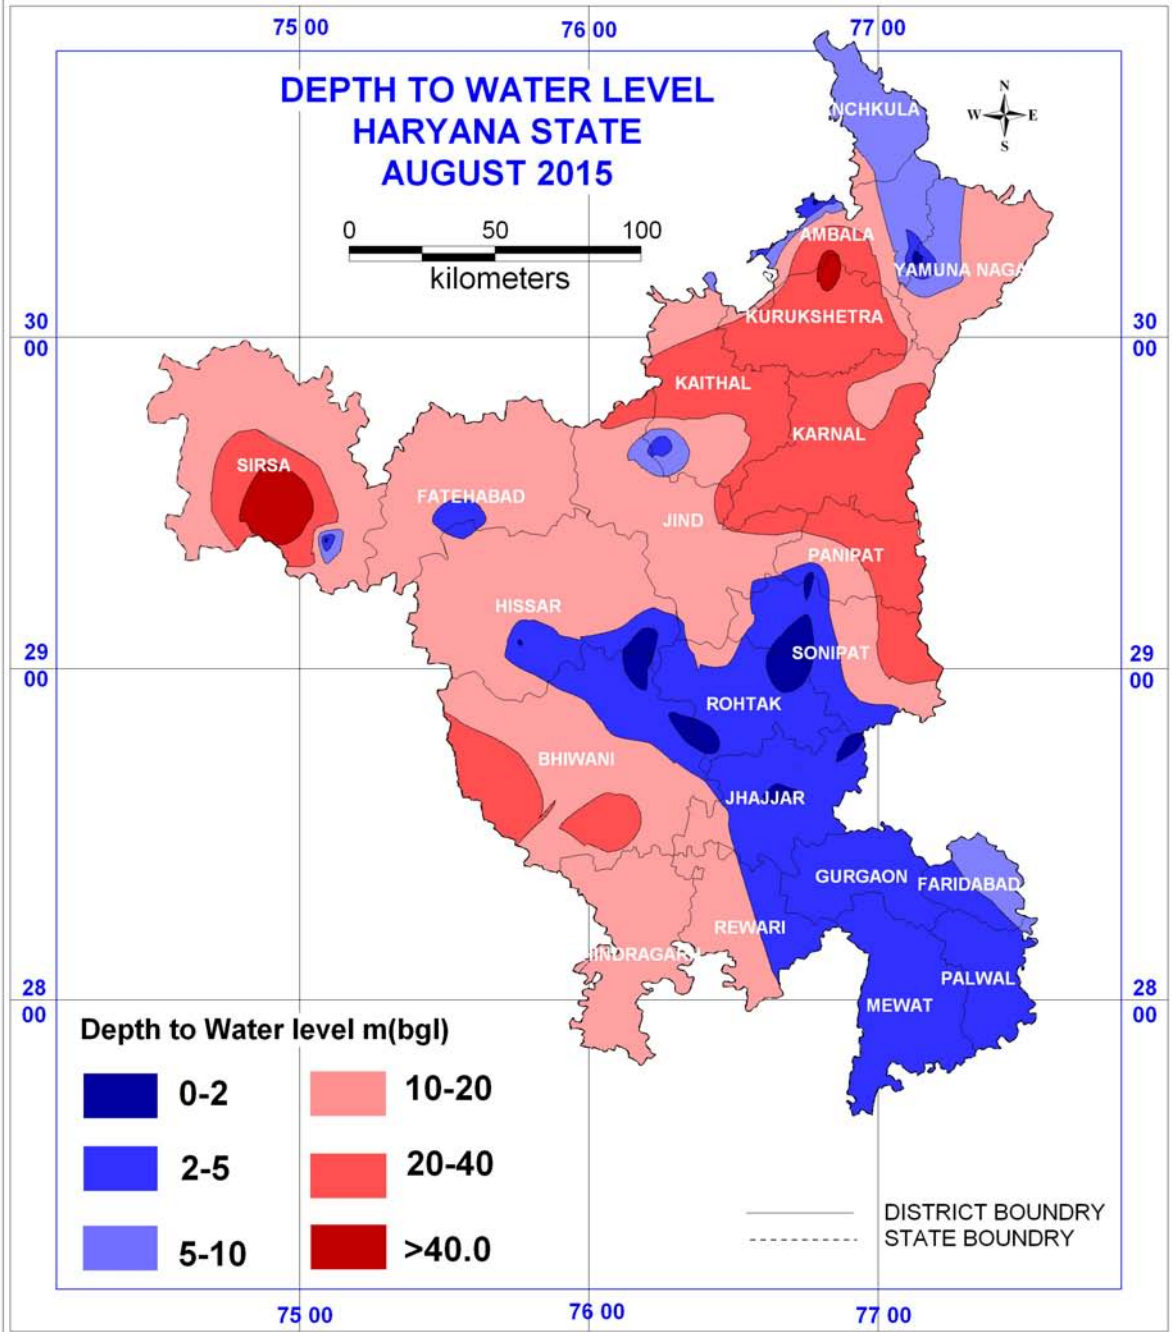 75 00
76 00
77 00
DEPTH TO WATER LEVEL
HARYANA STATE
AUGUST 2015
N
W E
S
0 50 100
kilometers
NCHKULA
AMBALA
YAMUNA NAGA
KURUKSHETRA
30
00
30
00
KAITHAL
KARNAL
SIRSA
FATEHABAD
JIND
PANIPAT
HISSAR
29
00
SONIPAT
29
00
ROHTAK
BHIWANI
JHAJJAR
GURGAON
FARIDABAD
REWARI
HINDRAGARH
PALWAL
MEWAT
28
00
28
00
Depth to Water level m(bgl)
0-2
10-20
2-5
20-40
5-10
>40.0
DISTRICT BOUNDRY
STATE BOUNDRY
75 00
76 00
77 00